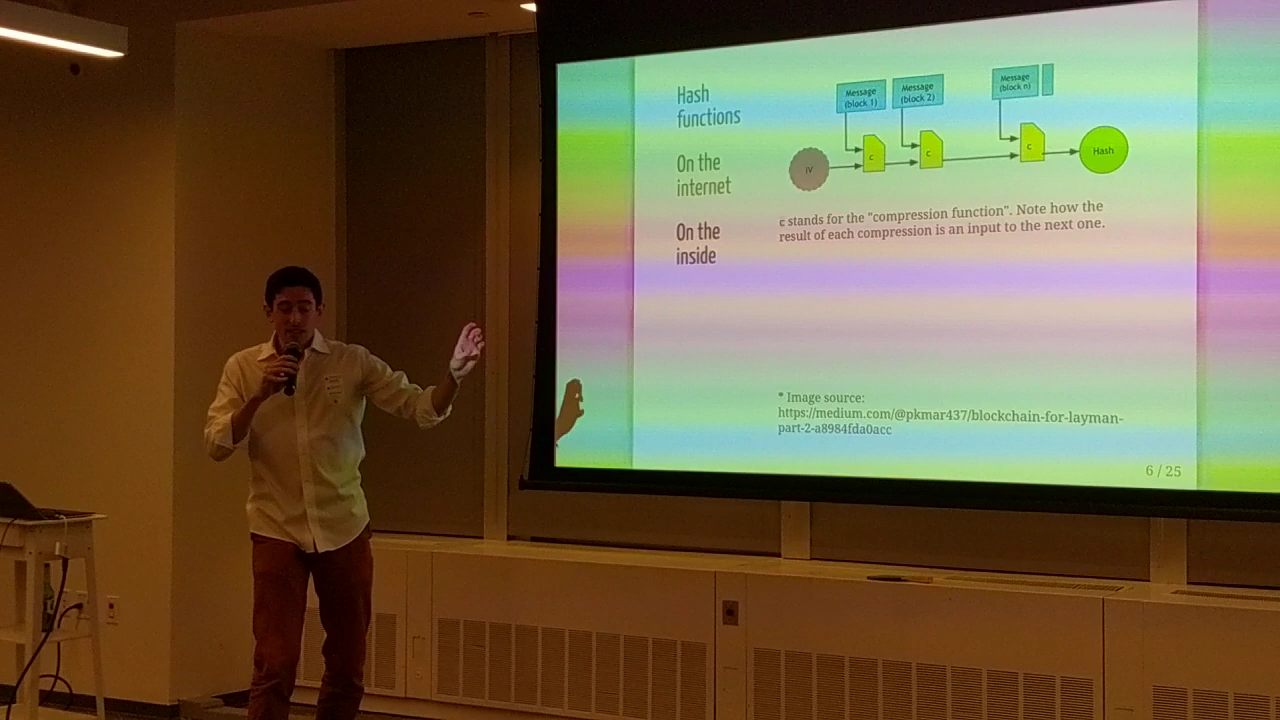 Hash
functions
On the
internet
On the
inside
Message
(block 1)
Message
(block 2)
Message
(block n)
IV
c
c
c
Hash
c stands for the "compression function". Note how the
result of each compression is an input to the next one.
* Image source:
https://medium.com/@pkmar437/blockchain-for-layman-
part-2-a8984fda0acc
6 / 25